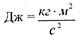 Дж = кг · м² / с²